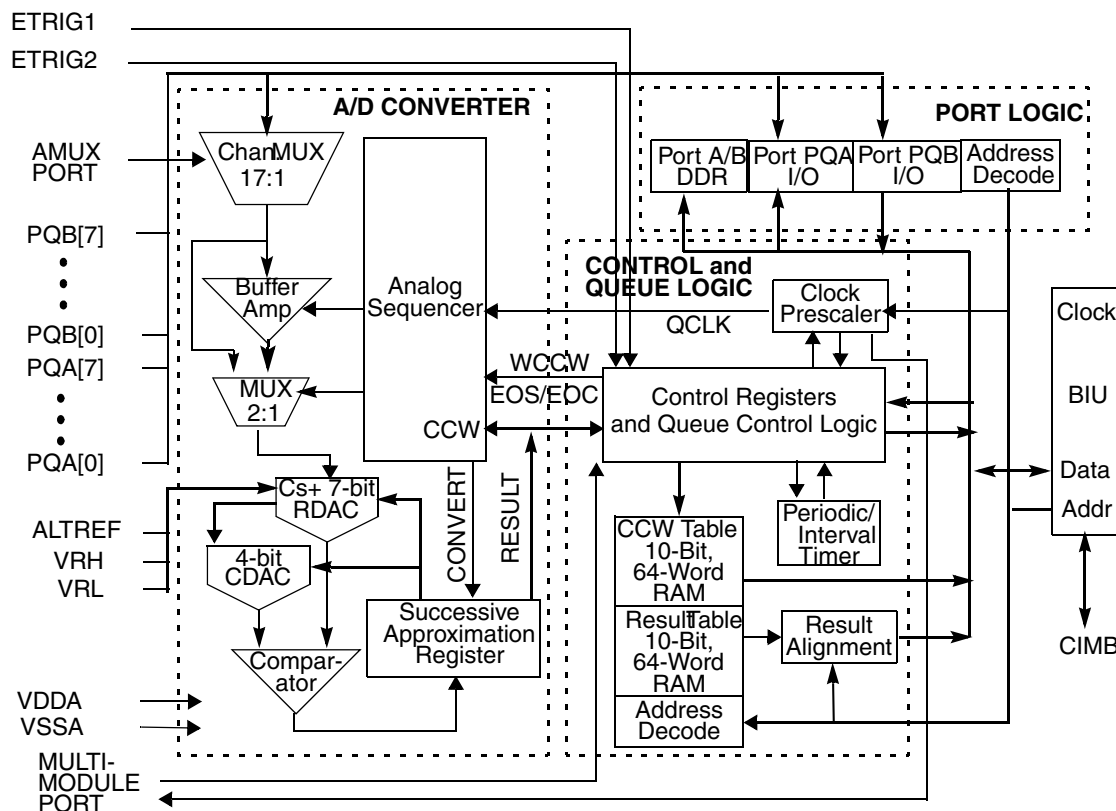 ETRIG1
ETRIG2
A/D CONVERTER
PORT LOGIC
AMUX
PORT
Chan.MUX
17:1
Port A/B
DDR
Port PQA
I/O
Port PQB
I/O
Address
Decode
PQB[7]
PQB[0]
PQA[7]
PQA[0]
Buffer
Amp
Analog
Sequencer
CONTROL and
QUEUE LOGIC
Clock
Prescaler
QCLK
Clock
BIU
Data
Addr
MUX
2:1
WCCW
EOS/EOC
CCW
Control Registers
and Queue Control Logic
Cs+ 7-bit
RDAC
CONVERT
RESULT
ALTREF
VRH
VRL
4-bit
CDAC
CCW Table
10-Bit,
64-Word
RAM
Periodic/
Interval
Timer
Successive
Approximation
Register
Result Table
10-Bit,
64-Word
RAM
Result
Alignment
CIMB
Compar-
ator
Address
Decode
VDDA
VSSA
MULTI-
MODULE
PORT